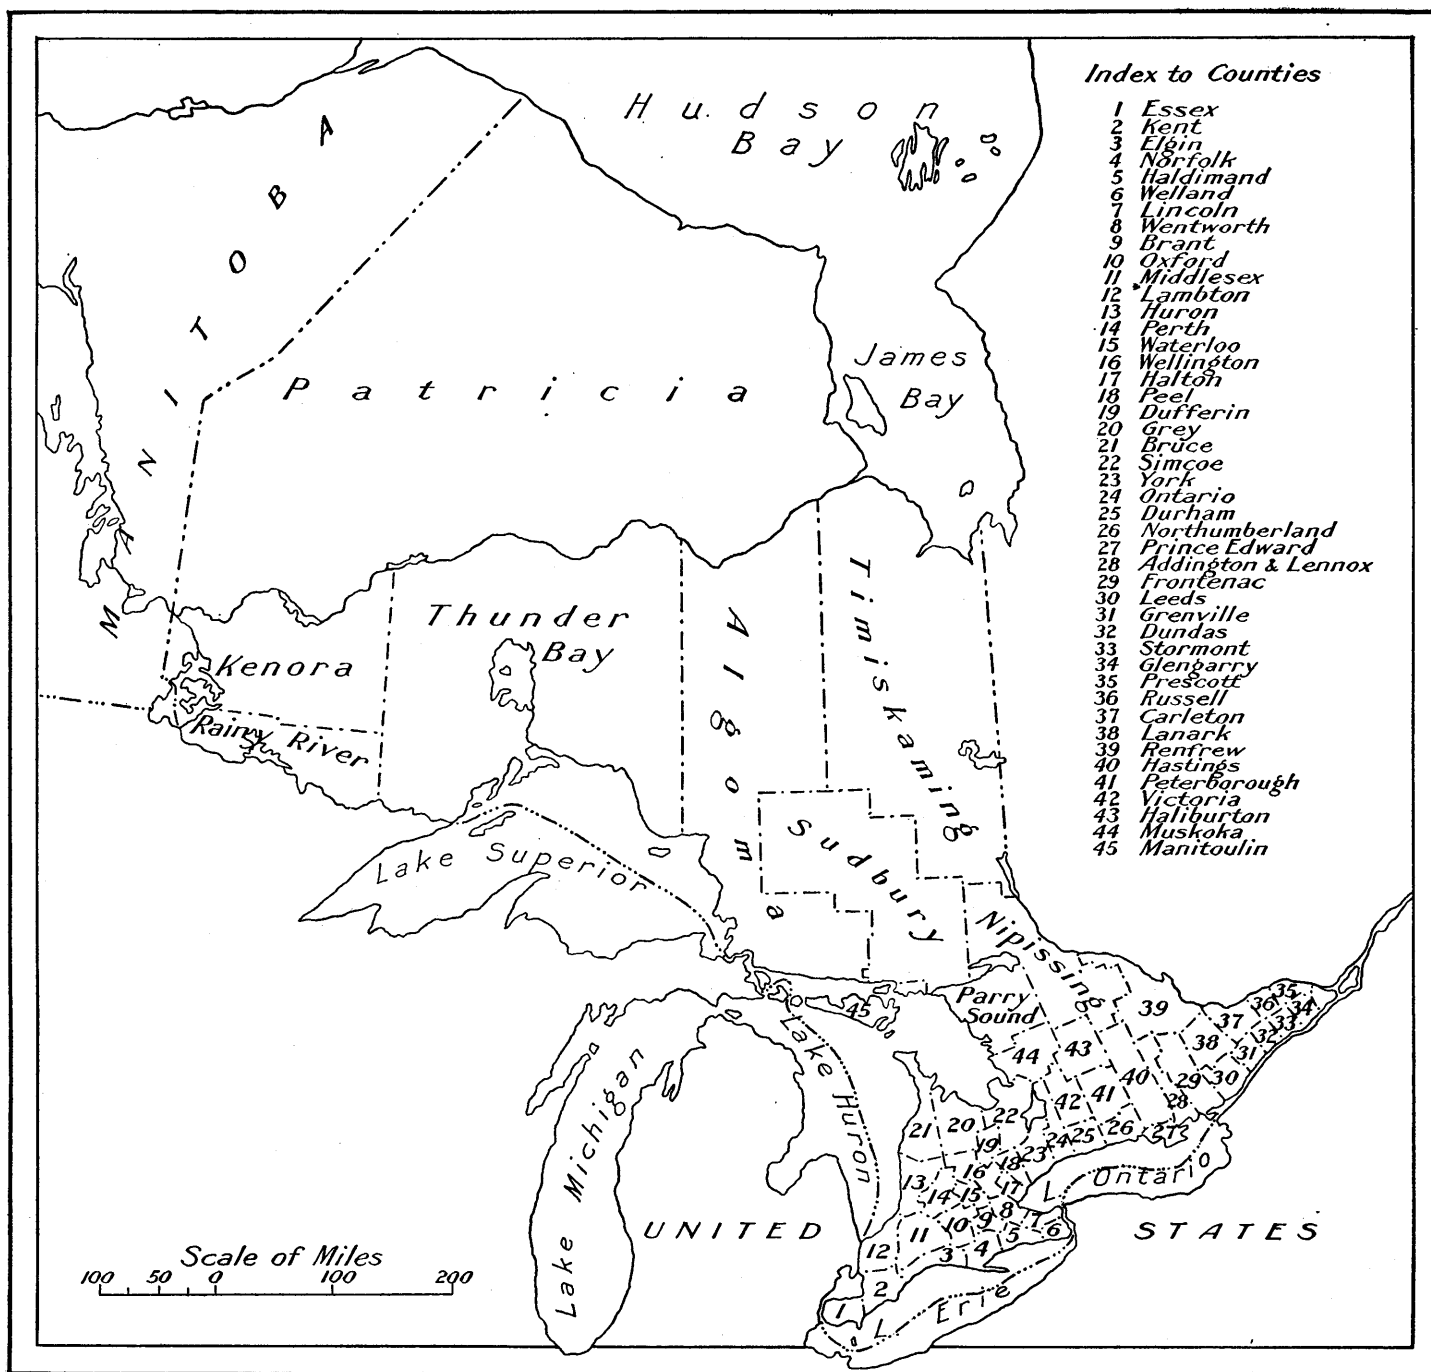 Hudson
Bay
MANITOBA
Patricia
James
Bay
Thunder
Bay
Kenora
Rainy River
Algoma
Timiskaming
Sudbury
Nipissing
Parry
Sound
Lake Superior
Lake Michigan
Lake Huron
L Ontario
L Erie
UNITED STATES
45
39
35
36
34
37
33
32
38
31
44
43
40
29
30
28
42
41
21
20
22
19
24
25
26
27
23
18
16
13
14
15
17
8
7
6
11
10
9
5
12
3
4
2
1
Scale of Miles
100 50 0 100 200
Index to Counties
1 Essex
2 Kent
3 Elgin
4 Norfolk
5 Haldimand
6 Welland
7 Lincoln
8 Wentworth
9 Brant
10 Oxford
11 Middlesex
12 Lambton
13 Huron
14 Perth
15 Waterloo
16 Wellington
17 Halton
18 Peel
19 Dufferin
20 Grey
21 Bruce
22 Simcoe
23 York
24 Ontario
25 Durham
26 Northumberland
27 Prince Edward
28 Addington & Lennox
29 Frontenac
30 Leeds
31 Grenville
32 Dundas
33 Stormont
34 Glengarry
35 Prescott
36 Russell
37 Carleton
38 Lanark
39 Renfrew
40 Hastings
41 Peterborough
42 Victoria
43 Haliburton
44 Muskoka
45 Manitoulin